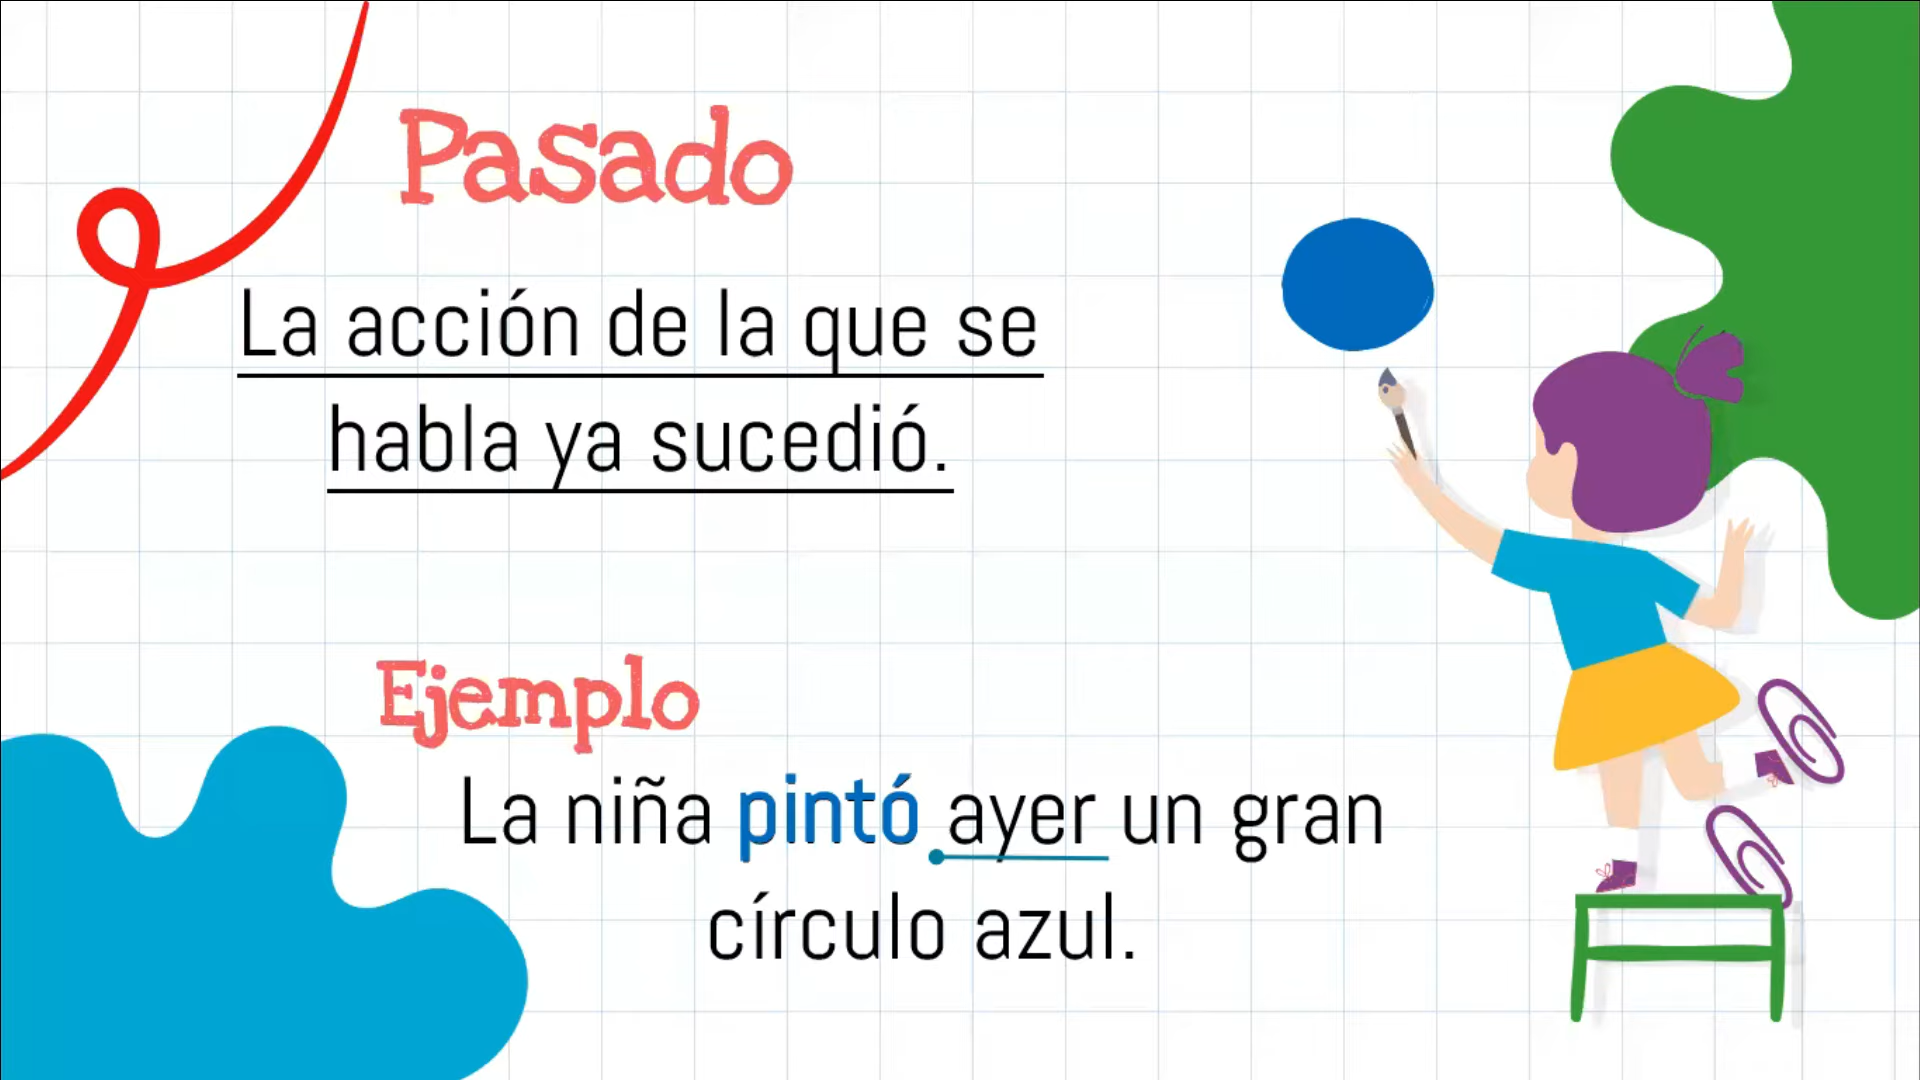 Pasado
La acción de la que se
habla ya sucedió.
Ejemplo
La niña pintó ayer un gran
círculo azul.